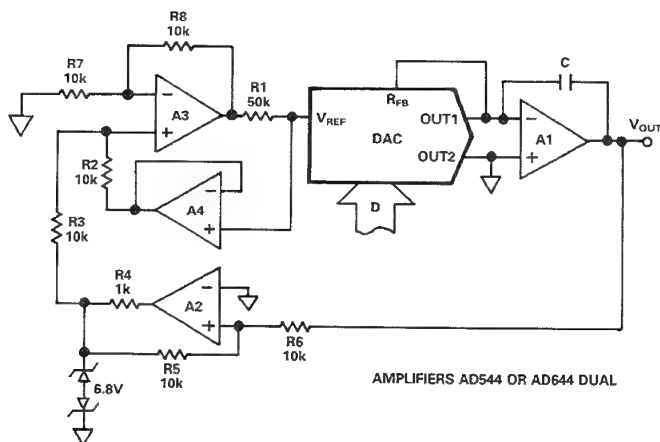 R8
10k
R7
10k
R1
50k
A3
−
+
VREF
RFB
DAC
OUT1
OUT2
C
−
A1
+
VOUT
R2
10k
−
A4
+
D
R3
10k
R4
1k
A2
−
+
R6
10k
R5
10k
6.8V
AMPLIFIERS AD544 OR AD644 DUAL